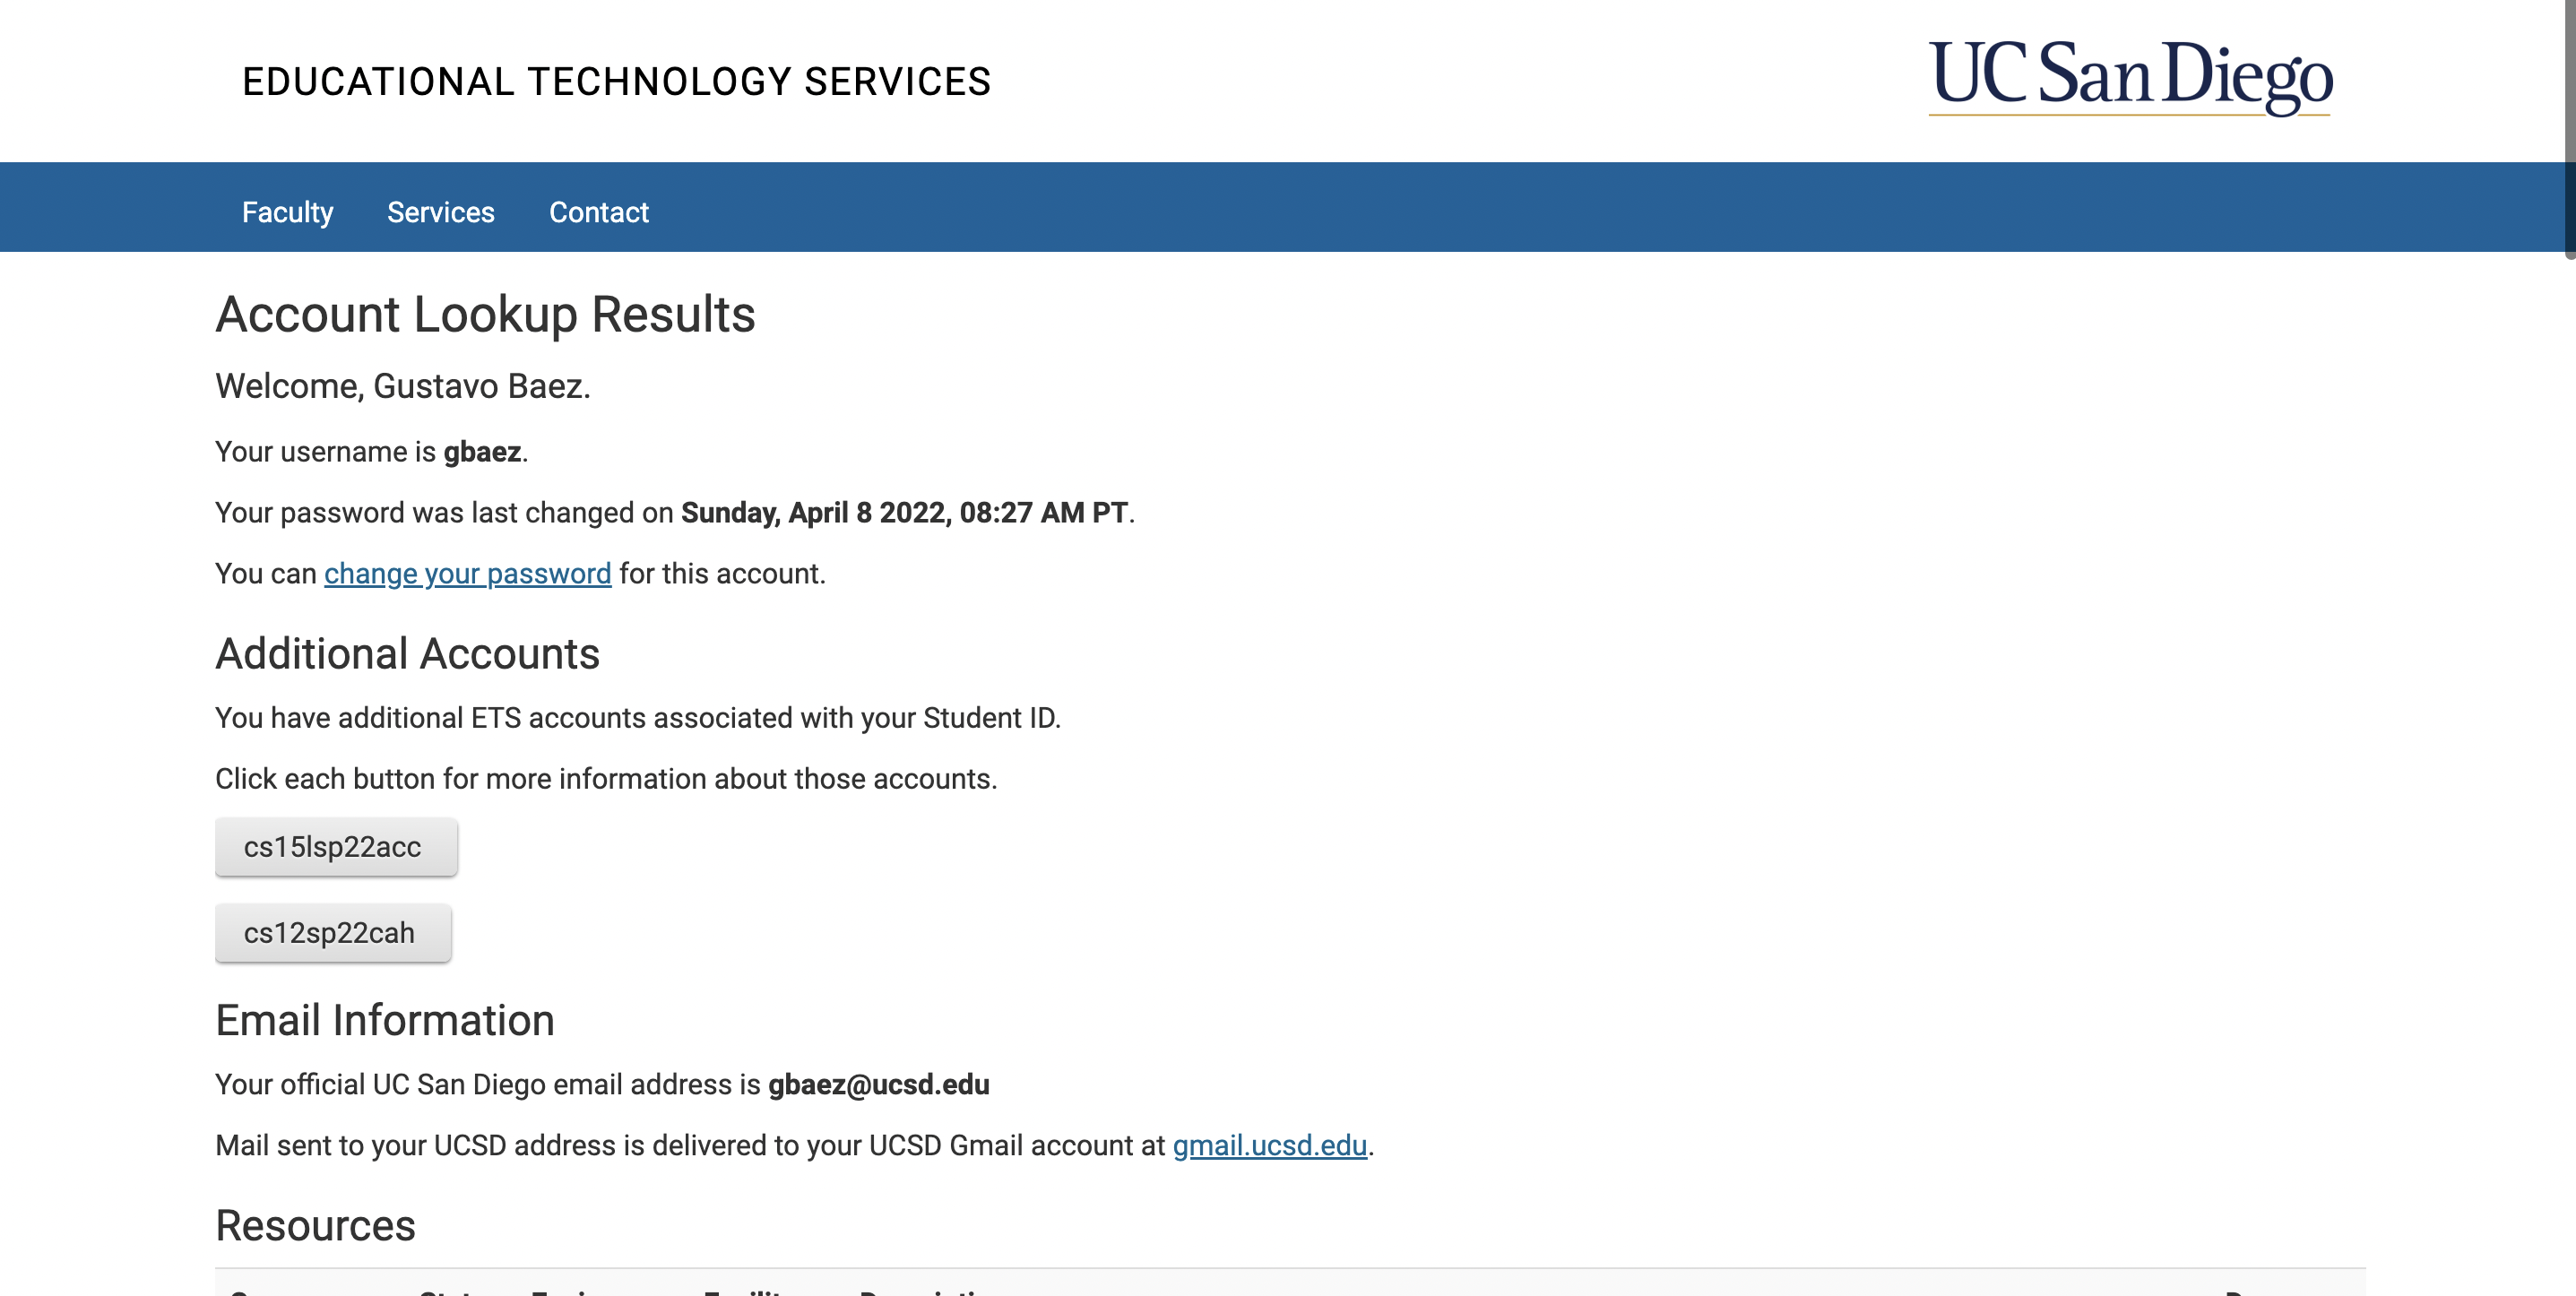 EDUCATIONAL TECHNOLOGY SERVICES
UC San Diego
Faculty Services Contact
Account Lookup Results
Welcome, Gustavo Baez.
Your username is gbaez.
Your password was last changed on Sunday, April 8 2022, 08:27 AM PT.
You can change your password for this account.
Additional Accounts
You have additional ETS accounts associated with your Student ID.
Click each button for more information about those accounts.
cs15lsp22acc
cs12sp22cah
Email Information
Your official UC San Diego email address is gbaez@ucsd.edu
Mail sent to your UCSD address is delivered to your UCSD Gmail account at gmail.ucsd.edu.
Resources